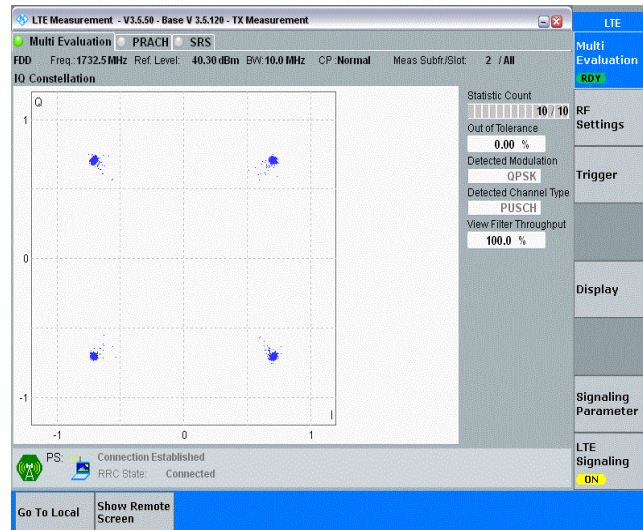 LTE Measurement - V3.5.50 - Base V 3.5.120 - TX Measurement
Multi Evaluation PRACH SRS
FDD Freq.:1732.5 MHz Ref. Level: 40.30 dBm BW:10.0 MHz CP :Normal Meas Subfr./Slot: 2 / All
IQ Constellation
Q
1
0
-1
-1 0 1
I
Statistic Count
10 / 10
Out of Tolerance
0.00 %
Detected Modulation
QPSK
Detected Channel Type
PUSCH
View Filter Throughput
100.0 %
PS: Connection Established
RRC State: Connected
LTE
Multi
Evaluation
RDY
RF
Settings
Trigger
Display
Signaling
Parameter
LTE
Signaling
ON
Go To Local
Show Remote
Screen